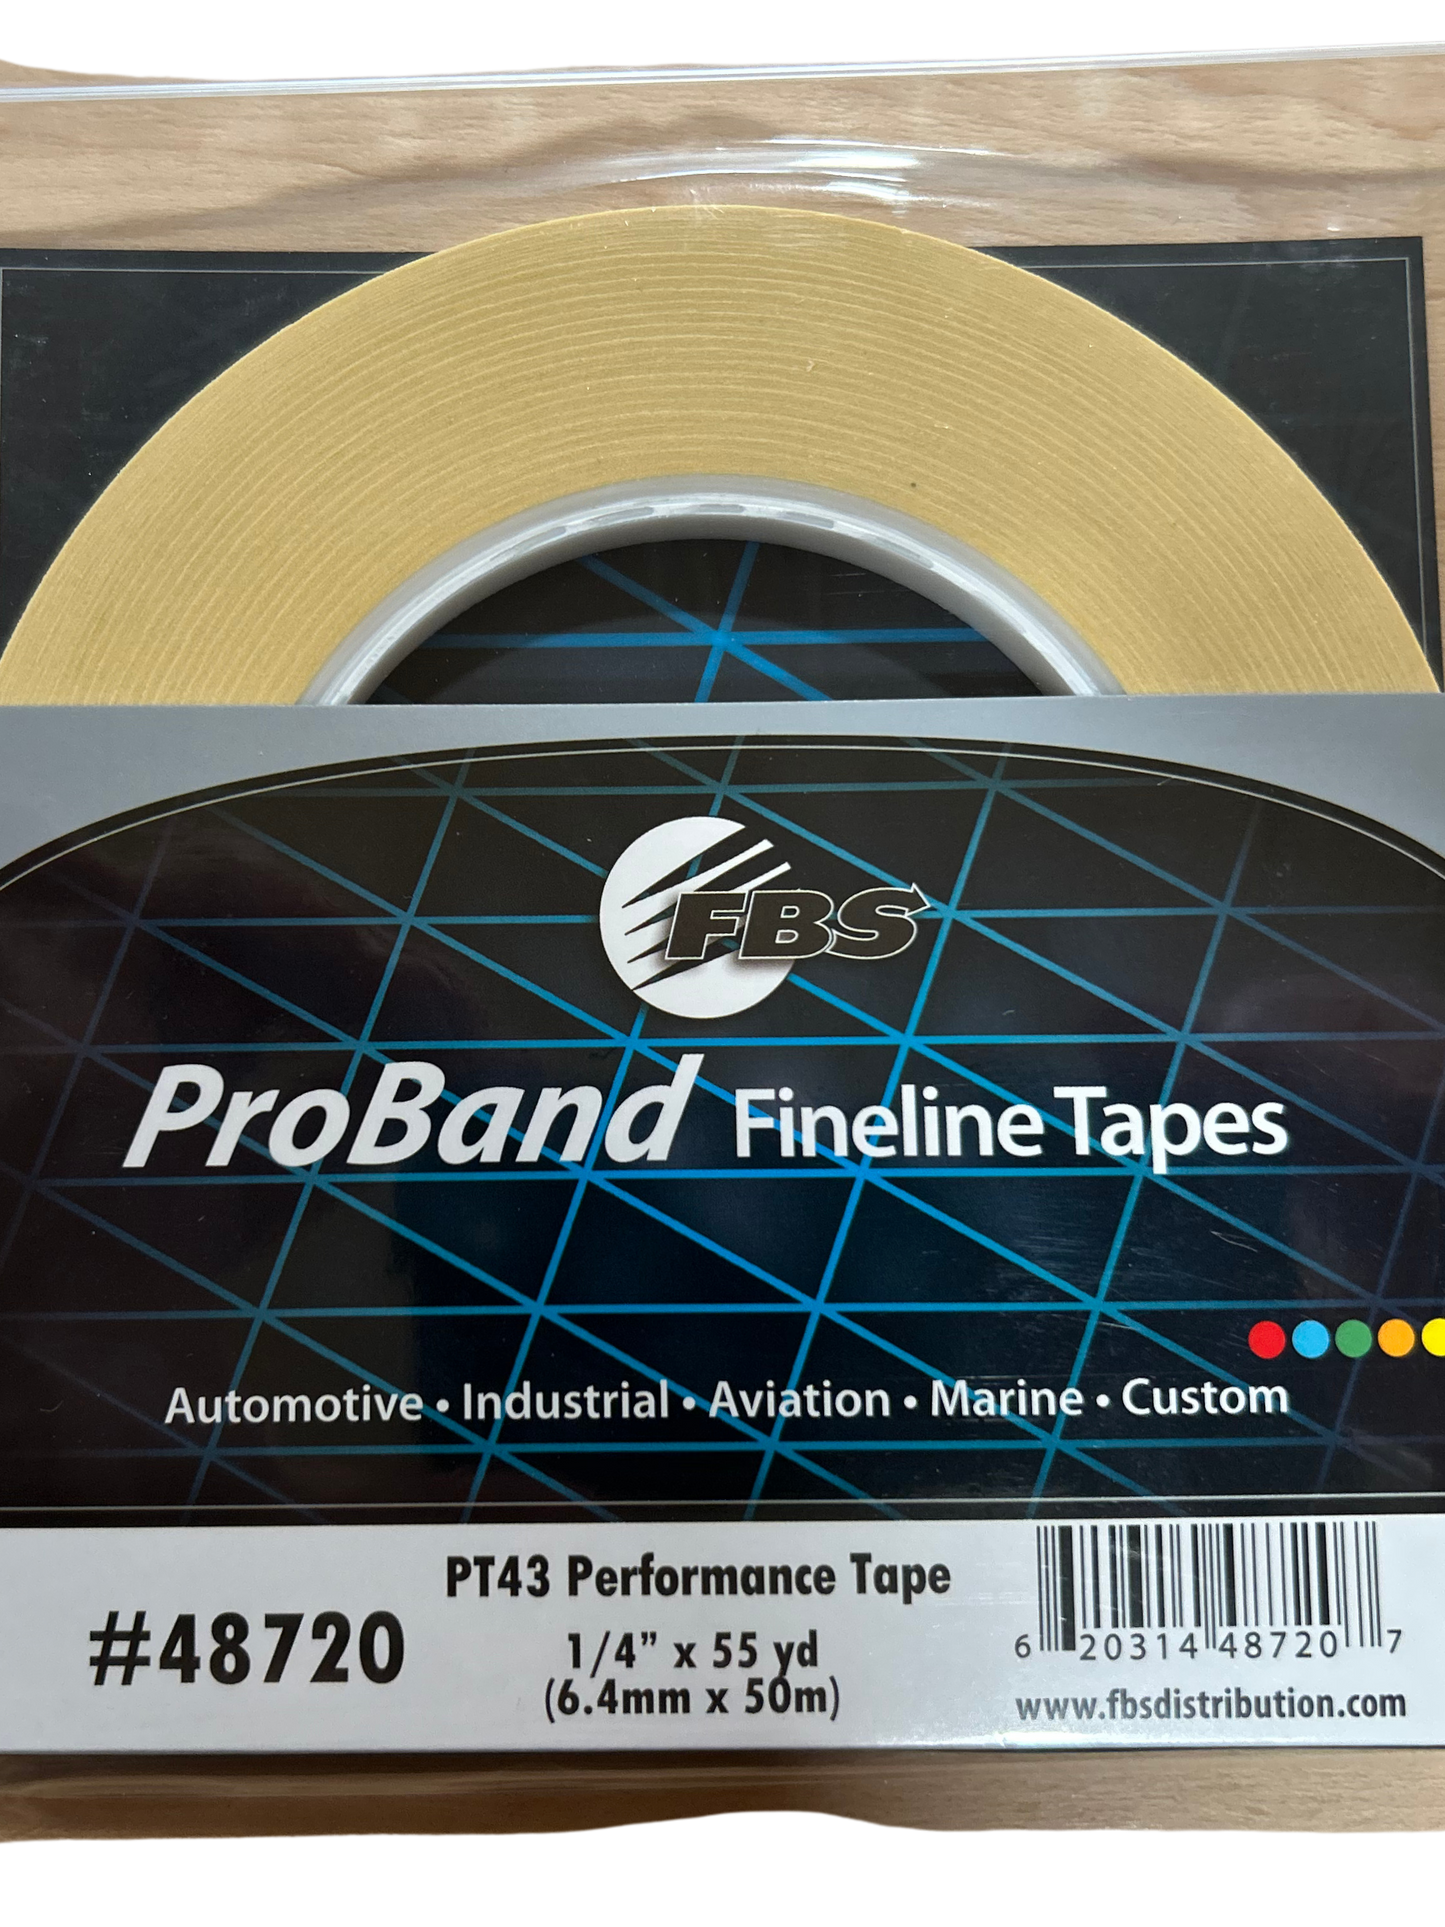 FBS
ProBand Fineline Tapes
Automotive • Industrial • Aviation • Marine • Custom
#48720
PT43 Performance Tape
1/4” x 55 yd
(6.4mm x 50m)
6 20314 48720 7
www.fbsdistribution.com